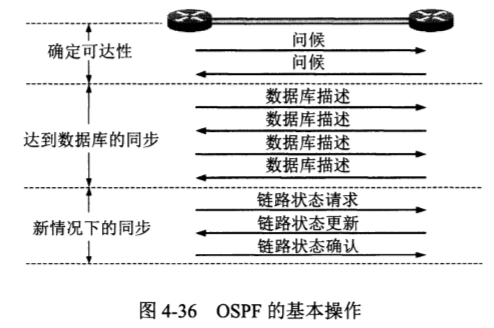 确定可达性
问候
问候
达到数据库的同步
数据库描述
数据库描述
数据库描述
数据库描述
新情况下的同步
链路状态请求
链路状态更新
链路状态确认
图 4-36 OSPF 的基本操作